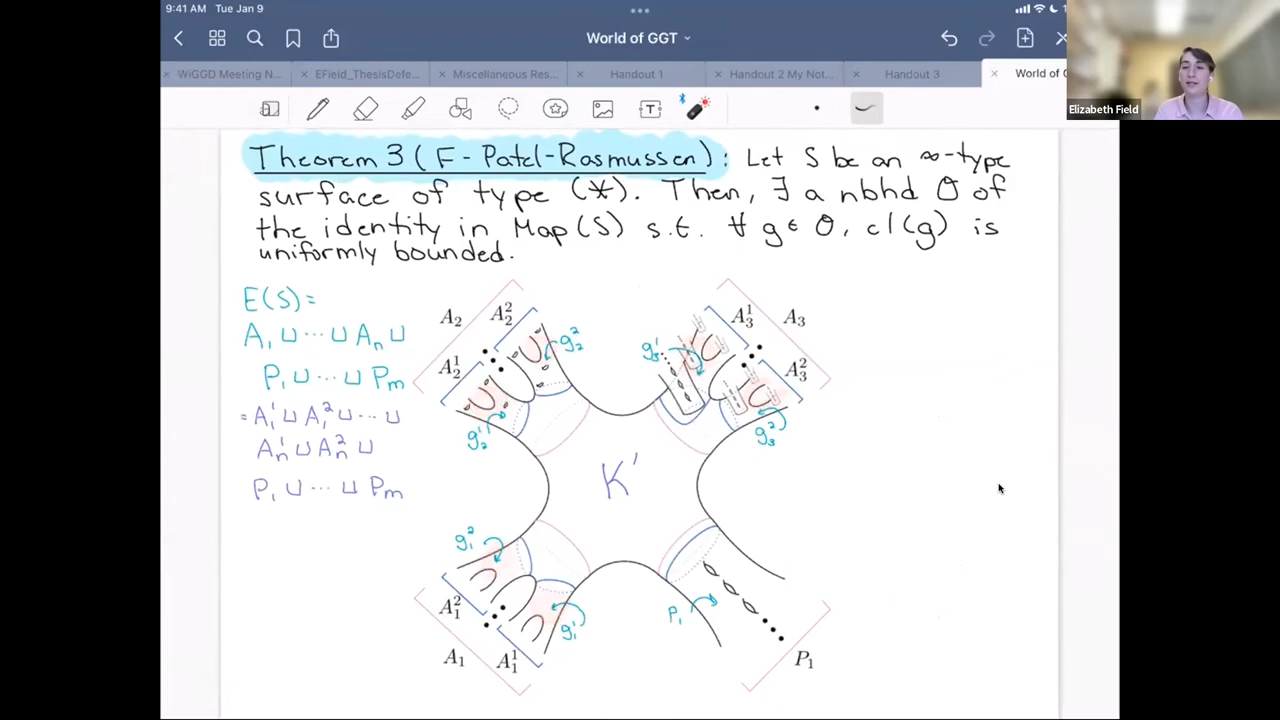 9:41 AM Tue Jan 9
World of GGT
WiGGD Meeting N...
EField_ThesisDefe...
Miscellaneous Res...
Handout 1
Handout 2 My Not...
Handout 3
World of
Elizabeth Field
Theorem 3 (F-Patel-Rasmussen): Let S be an ∞-type
surface of type (*). Then, ∃ a nbhd O of
the identity in Map(S) s.t. ∀ g ∈ O, cl(g) is
uniformly bounded.
E(S) =
A₁ ⊔ ··· ⊔ Aₙ ⊔
P₁ ⊔ ··· ⊔ Pₘ
= A₁¹ ⊔ A₁² ⊔ ··· ⊔
Aₙ¹ ⊔ Aₙ² ⊔
P₁ ⊔ ··· ⊔ Pₘ
A₂ A₂² A₃¹ A₃
g₂² g₃¹
A₂¹ A₃²
g₂¹ g₃²
K'
g₁²
A₁² g₁¹ p₁
A₁ A₁¹ P₁